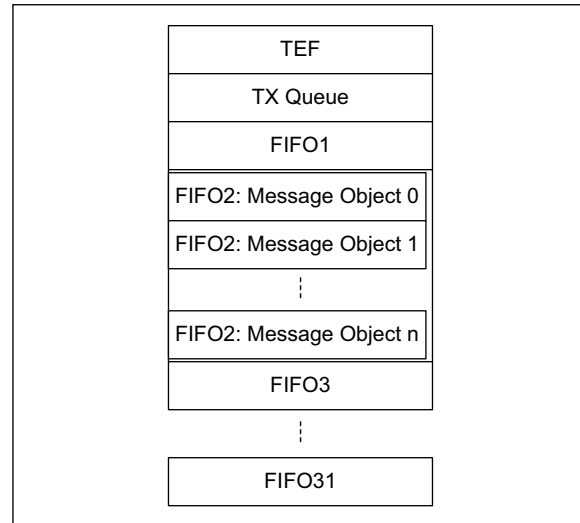 TEF
TX Queue
FIFO1
FIFO2: Message Object 0
FIFO2: Message Object 1
FIFO2: Message Object n
FIFO3
FIFO31